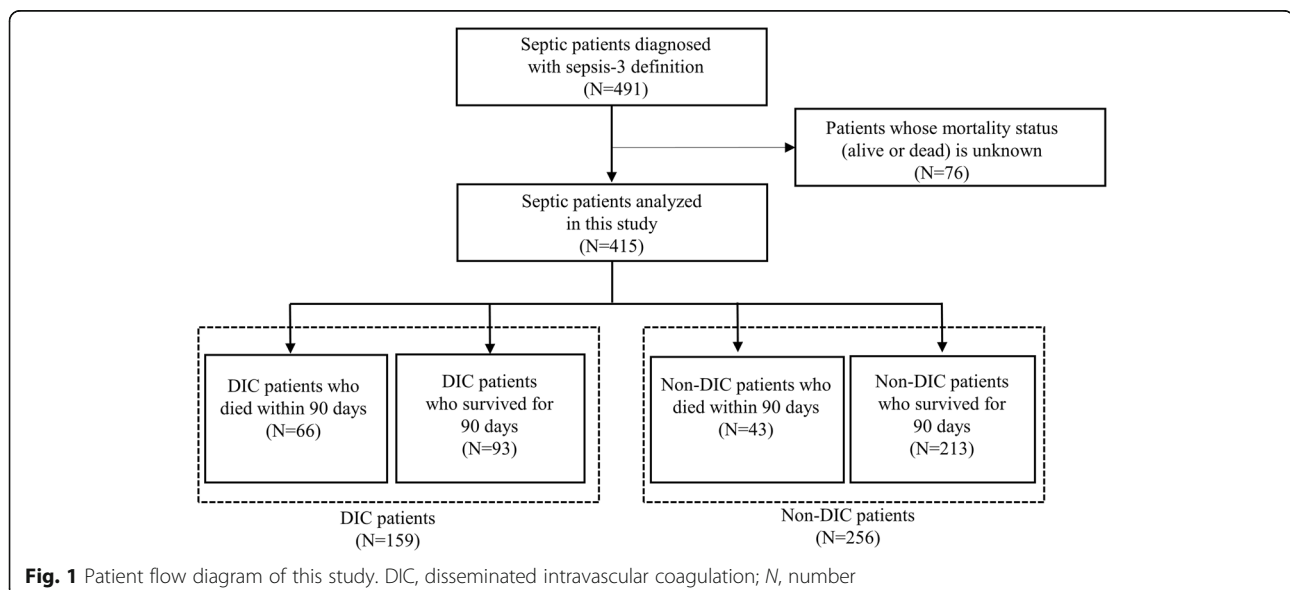 Septic patients diagnosed
with sepsis-3 definition
(N=491)
Patients whose mortality status
(alive or dead) is unknown
(N=76)
Septic patients analyzed
in this study
(N=415)
DIC patients who
died within 90 days
(N=66)
DIC patients
who survived for
90 days
(N=93)
Non-DIC patients who
died within 90 days
(N=43)
Non-DIC patients
who survived for
90 days
(N=213)
DIC patients
(N=159)
Non-DIC patients
(N=256)
Fig. 1 Patient flow diagram of this study. DIC, disseminated intravascular coagulation; N, number